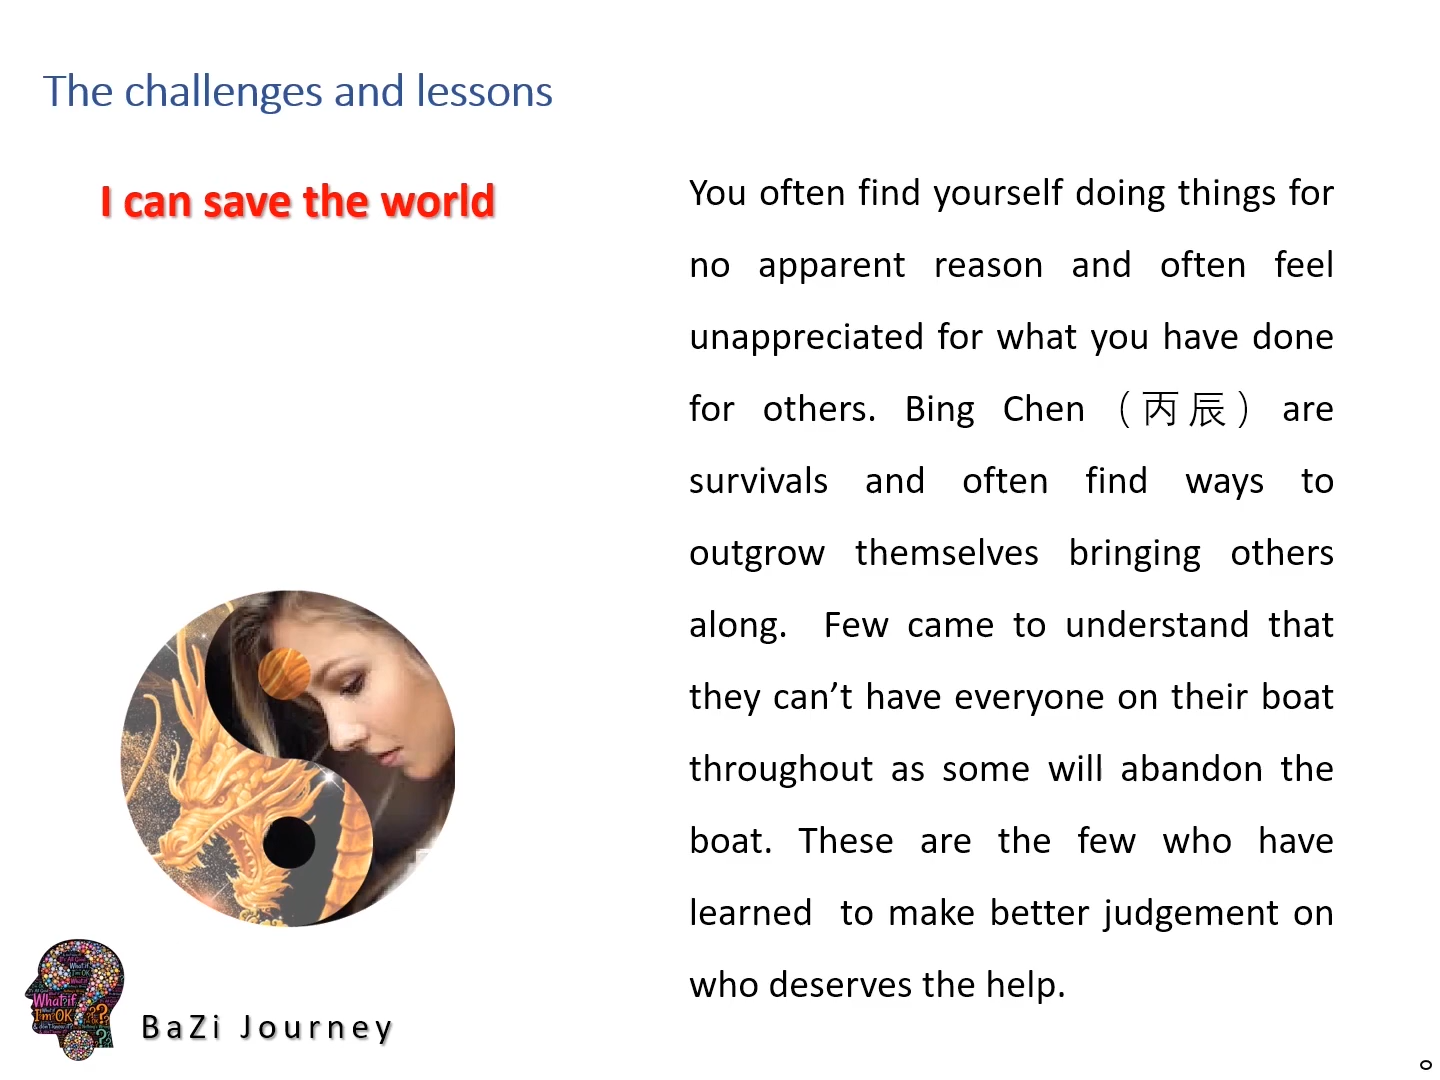 The challenges and lessons
I can save the world
You often find yourself doing things for
no apparent reason and often feel
unappreciated for what you have done
for others. Bing Chen（丙辰）are
survivals and often find ways to
outgrow themselves bringing others
along. Few came to understand that
they can’t have everyone on their boat
throughout as some will abandon the
boat. These are the few who have
learned to make better judgement on
who deserves the help.
What if
I'm OK
BaZi Journey